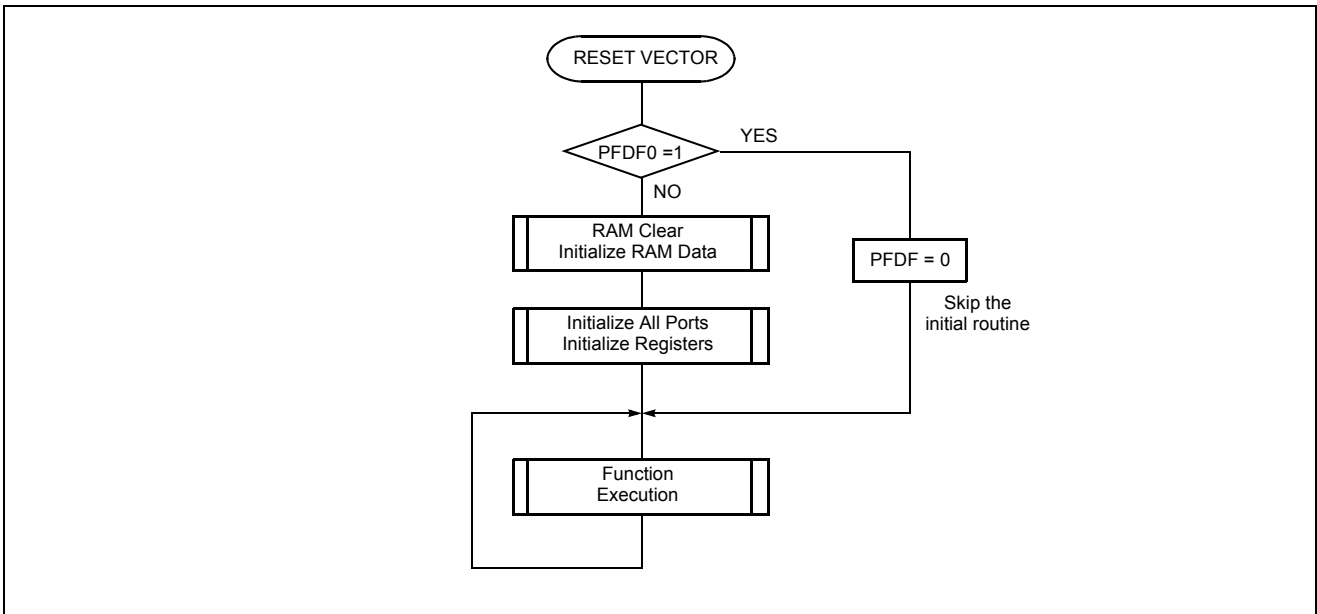 RESET VECTOR
PFDF0 =1
YES
NO
RAM Clear
Initialize RAM Data
PFDF = 0
Skip the
initial routine
Initialize All Ports
Initialize Registers
Function
Execution